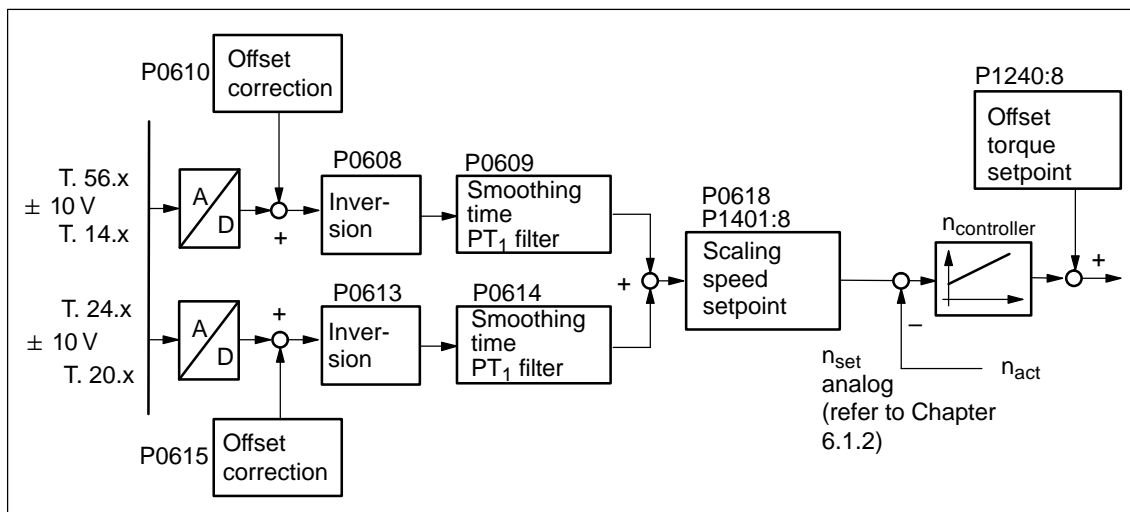 P0610
Offset
correction
P1240:8
Offset
torque
setpoint
T. 56.x
± 10 V
T. 14.x
A
D
+
P0608
Inver-
sion
P0609
Smoothing
time
PT1 filter
P0618
P1401:8
Scaling
speed
setpoint
ncontroller
+
+
T. 24.x
± 10 V
T. 20.x
A
D
+
P0613
Inver-
sion
P0614
Smoothing
time
PT1 filter
–
nset
analog
(refer to Chapter
6.1.2)
nact
P0615
Offset
correction